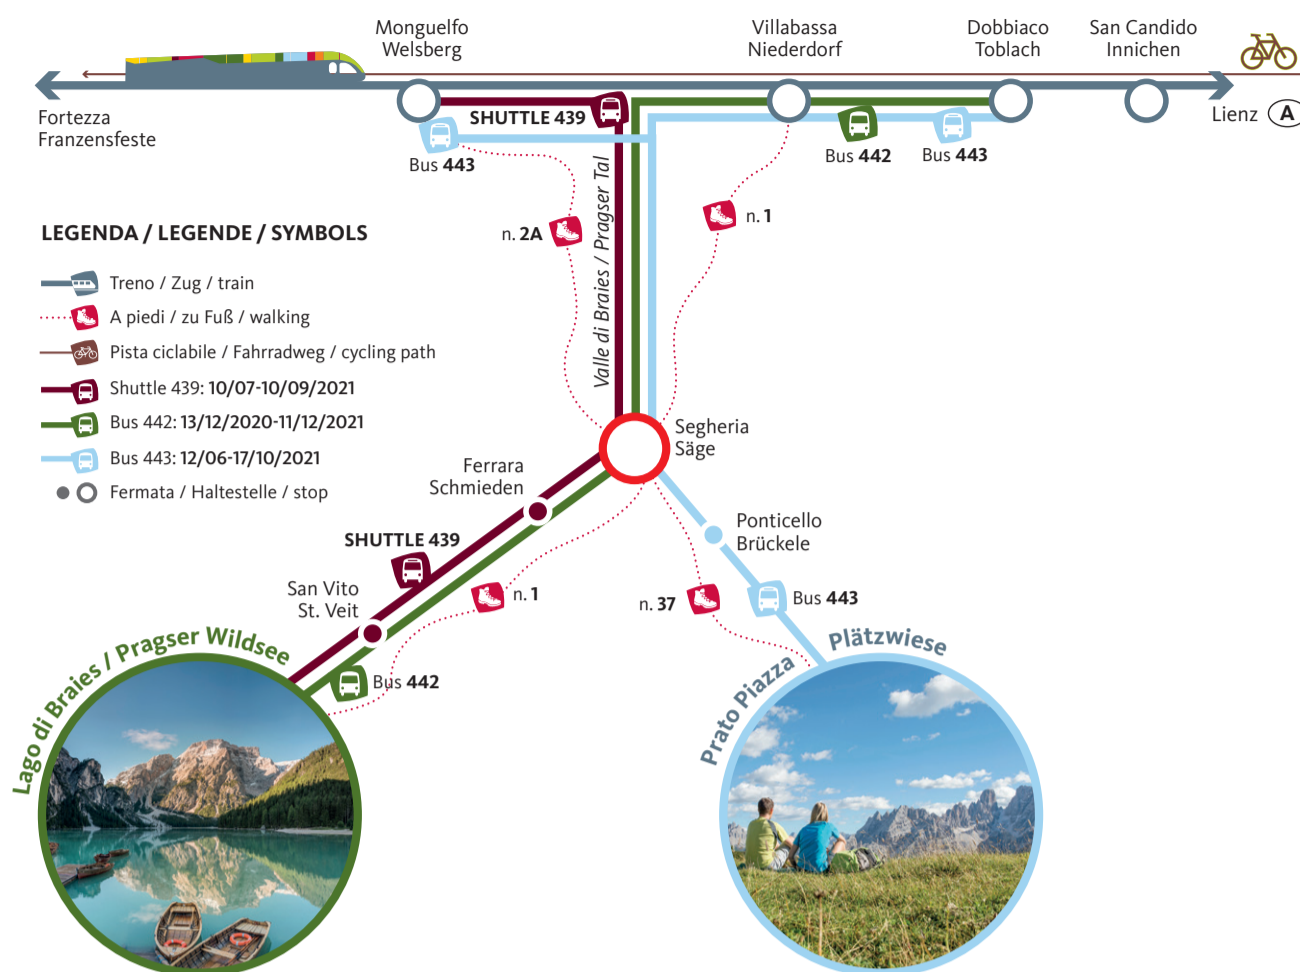 Monguelfo
Welsberg
Villabassa
Niederdorf
Dobbiaco
Toblach
San Candido
Innichen
Fortezza
Franzensfeste
Lienz A
SHUTTLE 439
Bus 443
Bus 442
Bus 443
Valle di Braies / Pragser Tal
n. 2A
n. 1
LEGENDA / LEGENDE / SYMBOLS
Treno / Zug / train
A piedi / zu Fuß / walking
Pista ciclabile / Fahrradweg / cycling path
Shuttle 439: 10/07-10/09/2021
Bus 442: 13/12/2020-11/12/2021
Bus 443: 12/06-17/10/2021
Fermata / Haltestelle / stop
Segheria
Säge
Ferrara
Schmieden
Ponticello
Brückele
SHUTTLE 439
San Vito
St. Veit
n. 1
n. 37
Bus 443
Bus 442
Lago di Braies / Pragser Wildsee
Prato Piazza
Plätzwiese